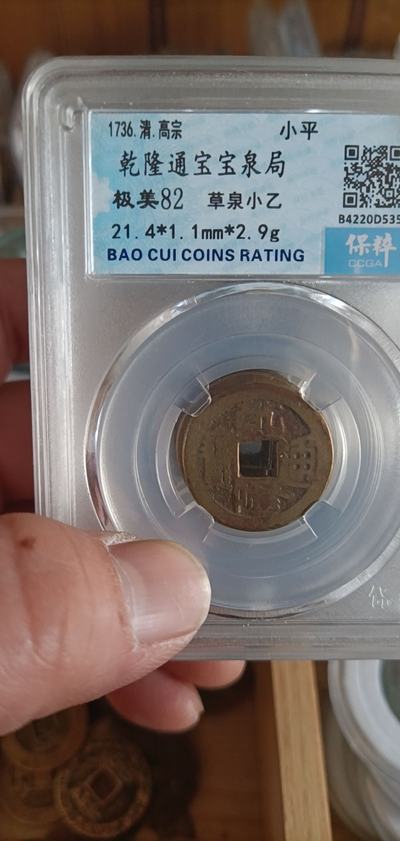 1736.清.高宗 小平
乾隆通宝宝泉局
极美82 草泉小乙
21.4*1.1mm*2.9g
B4220D535
BAO CUI COINS RATING
保粹
CCGA